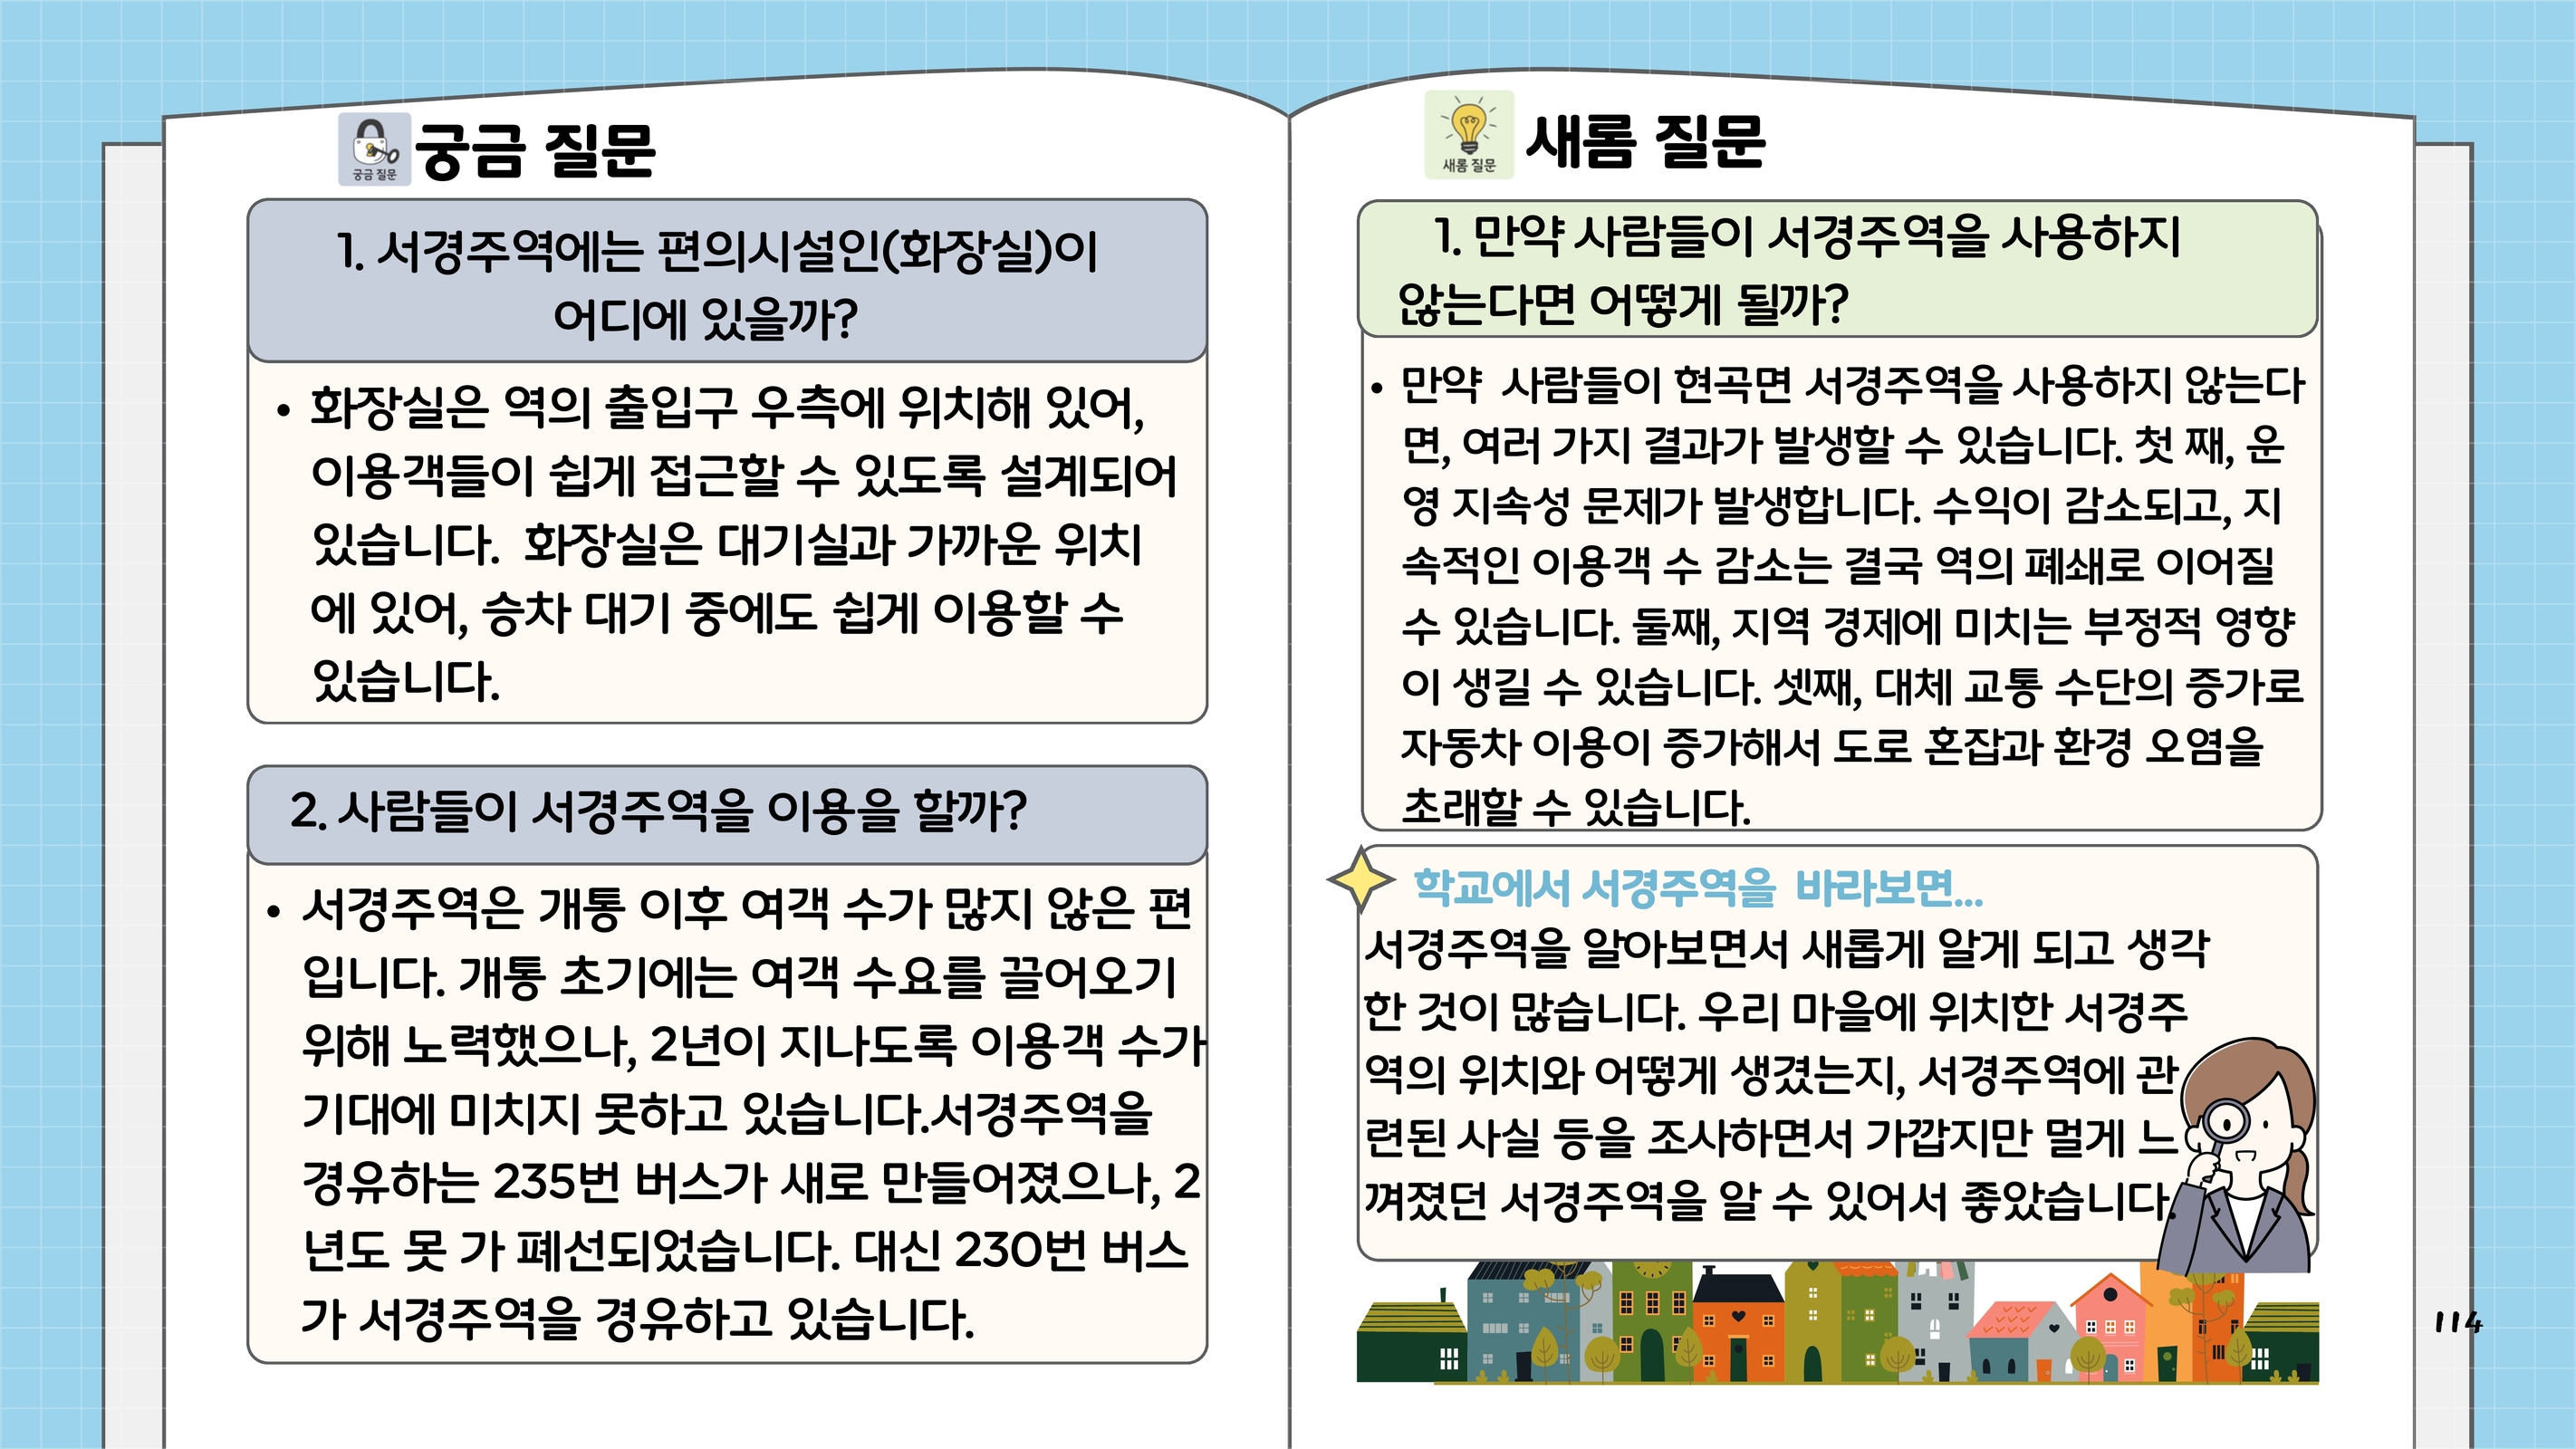 궁금 질문
궁금 질문
1. 서경주역에는 편의시설인(화장실)이
어디에 있을까?
• 화장실은 역의 출입구 우측에 위치해 있어,
이용객들이 쉽게 접근할 수 있도록 설계되어
있습니다. 화장실은 대기실과 가까운 위치
에 있어, 승차 대기 중에도 쉽게 이용할 수
있습니다.
2. 사람들이 서경주역을 이용을 할까?
• 서경주역은 개통 이후 여객 수가 많지 않은 편
입니다. 개통 초기에는 여객 수요를 끌어오기
위해 노력했으나, 2년이 지나도록 이용객 수가
기대에 미치지 못하고 있습니다.서경주역을
경유하는 235번 버스가 새로 만들어졌으나, 2
년도 못 가 폐선되었습니다. 대신 230번 버스
가 서경주역을 경유하고 있습니다.
새롬 질문
새롬 질문
1. 만약 사람들이 서경주역을 사용하지
않는다면 어떻게 될까?
• 만약 사람들이 현곡면 서경주역을 사용하지 않는다
면, 여러 가지 결과가 발생할 수 있습니다. 첫 째, 운
영 지속성 문제가 발생합니다. 수익이 감소되고, 지
속적인 이용객 수 감소는 결국 역의 폐쇄로 이어질
수 있습니다. 둘째, 지역 경제에 미치는 부정적 영향
이 생길 수 있습니다. 셋째, 대체 교통 수단의 증가로
자동차 이용이 증가해서 도로 혼잡과 환경 오염을
초래할 수 있습니다.
학교에서 서경주역을 바라보면...
서경주역을 알아보면서 새롭게 알게 되고 생각
한 것이 많습니다. 우리 마을에 위치한 서경주
역의 위치와 어떻게 생겼는지, 서경주역에 관
련된 사실 등을 조사하면서 가깝지만 멀게 느
껴졌던 서경주역을 알 수 있어서 좋았습니다.
114